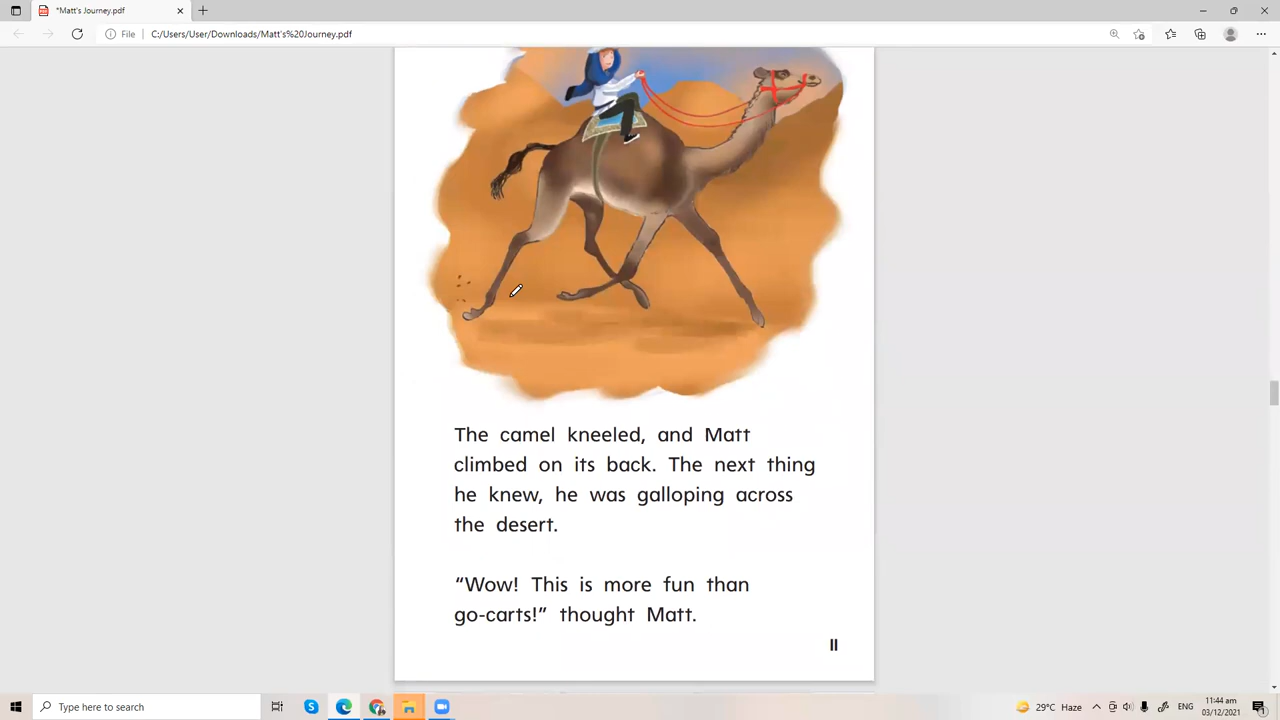 *Matt's Journey.pdf
File
C:/Users/User/Downloads/Matt's%20Journey.pdf
The camel kneeled, and Matt
climbed on its back. The next thing
he knew, he was galloping across
the desert.
“Wow! This is more fun than
go-carts!” thought Matt.
11
Type here to search
29°C Haze
ENG
11:44 am
03/12/2021